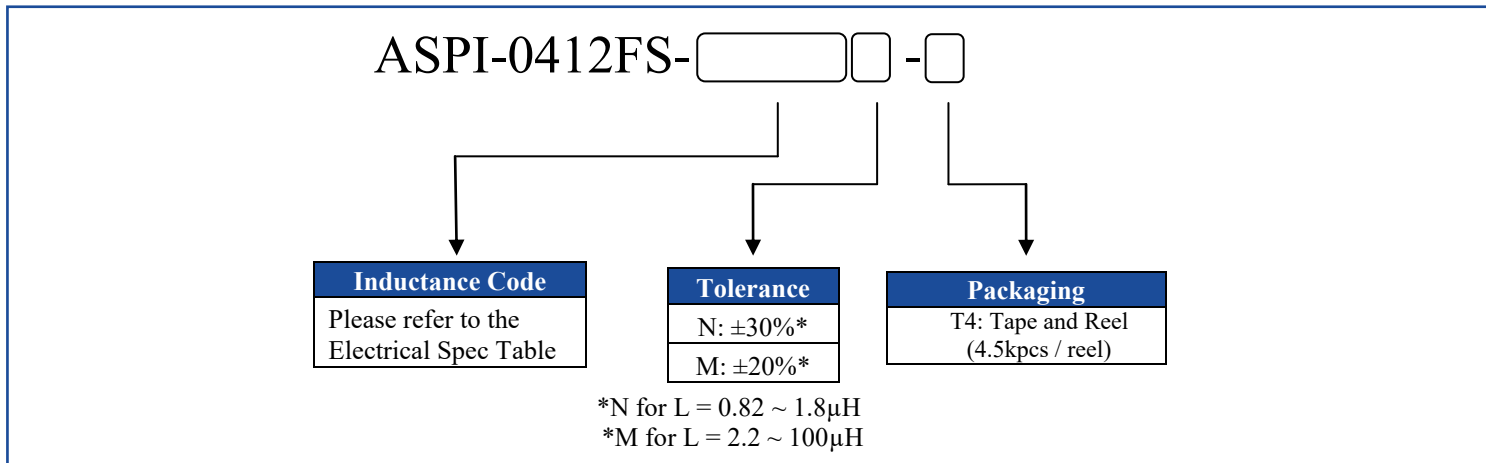 ASPI-0412FS- -
Inductance Code
Please refer to the
Electrical Spec Table
Tolerance
N: ±30%*
M: ±20%*
Packaging
T4: Tape and Reel
(4.5kpcs / reel)
*N for L = 0.82 ~ 1.8µH
*M for L = 2.2 ~ 100µH